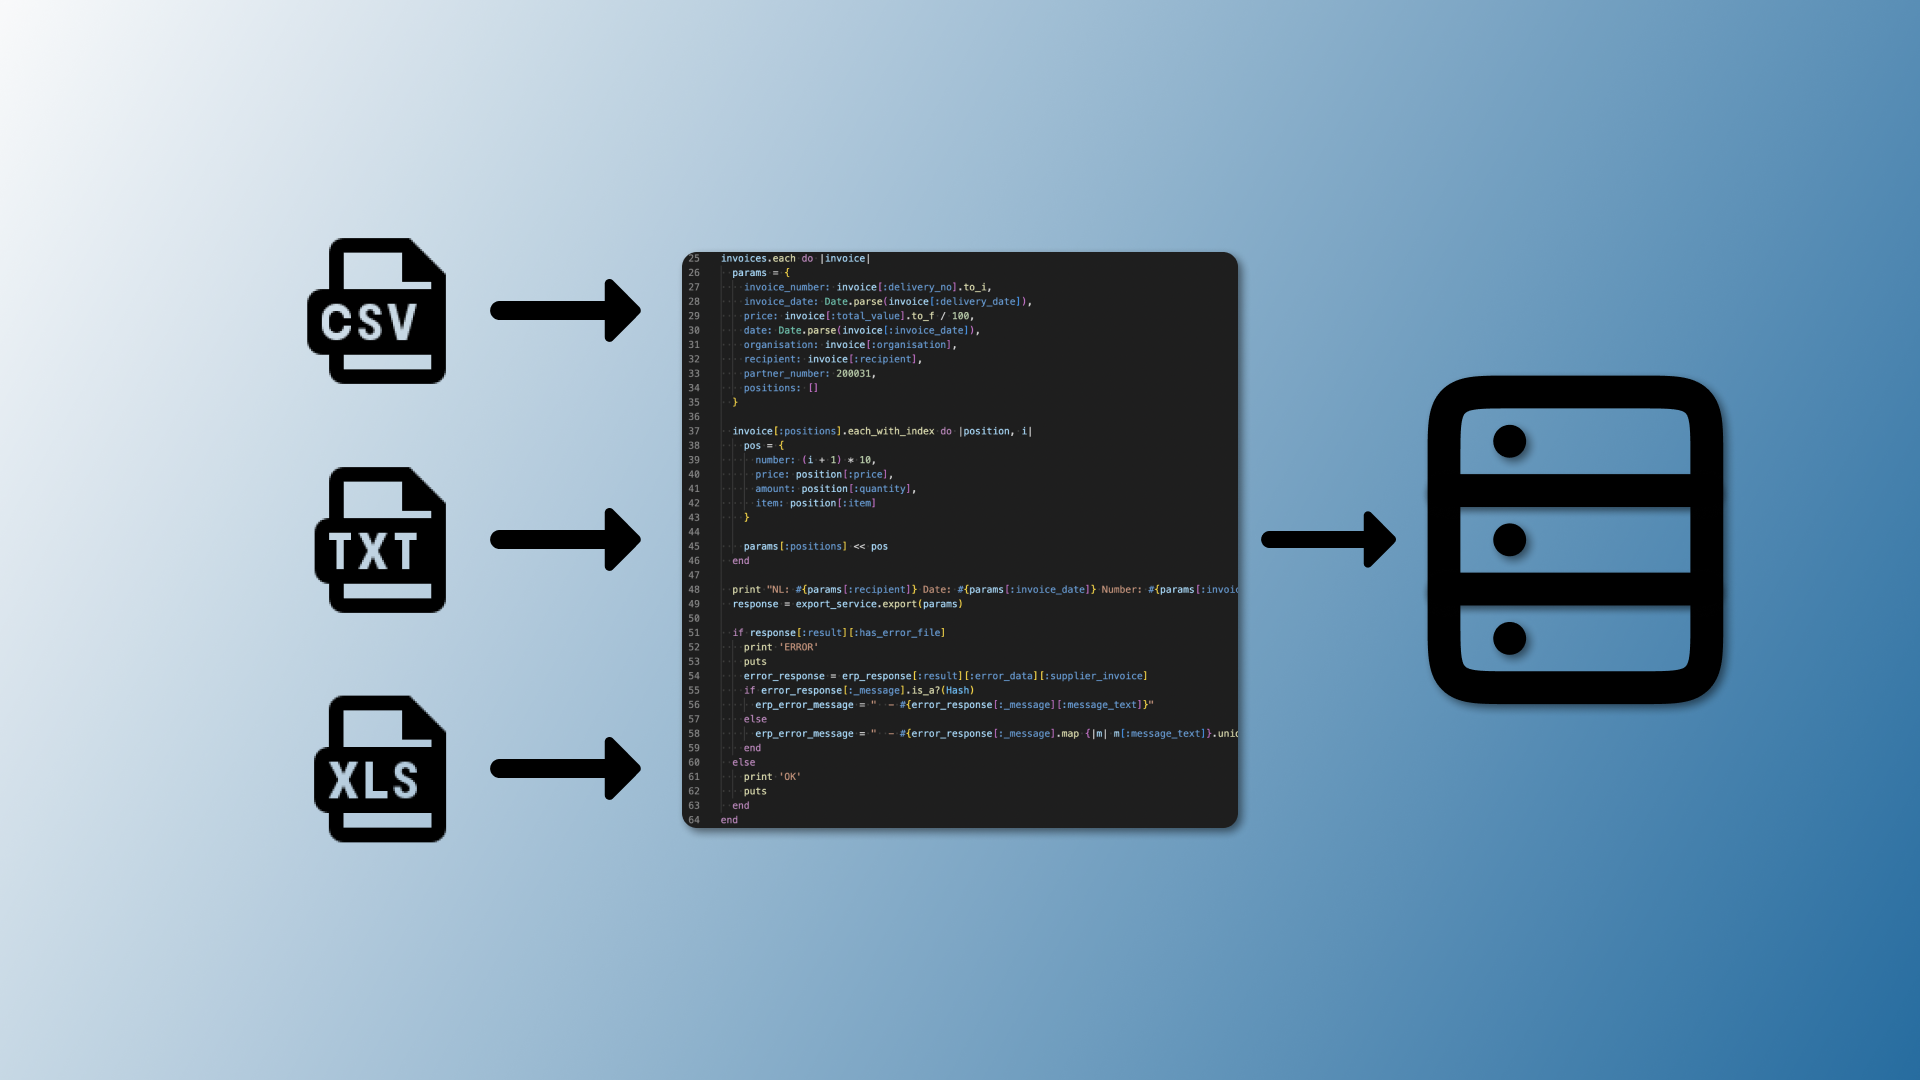 CSV
TXT
XLS
25 invoices.each do |invoice|
26 params = {
27 invoice_number: invoice[:delivery_no].to_i,
28 invoice_date: Date.parse(invoice[:delivery_date]),
29 price: invoice[:total_value].to_f / 100,
30 date: Date.parse(invoice[:invoice_date]),
31 organisation: invoice[:organisation],
32 recipient: invoice[:recipient],
33 partner_number: 200031,
34 positions: []
35 }
36
37 invoice[:positions].each_with_index do |position, i|
38 pos = {
39 number: (i + 1) * 10,
40 price: position[:price],
41 amount: position[:quantity],
42 item: position[:item]
43 }
44
45 params[:positions] << pos
46 end
47
48 print "NL: #{params[:recipient]} Date: #{params[:invoice_date]} Number: #{params[:invoic
49 response = export_service.export(params)
50
51 if response[:result][:has_error_file]
52 print 'ERROR'
53 puts
54 error_response = erp_response[:result][:error_data][:supplier_invoice]
55 if error_response[:_message].is_a?(Hash)
56 erp_error_message = "  - #{error_response[:_message][:message_text]}"
57 else
58 erp_error_message = "  - #{error_response[:_message].map {|m| m[:message_text]}.uniq
59 end
60 else
61 print 'OK'
62 puts
63 end
64 end